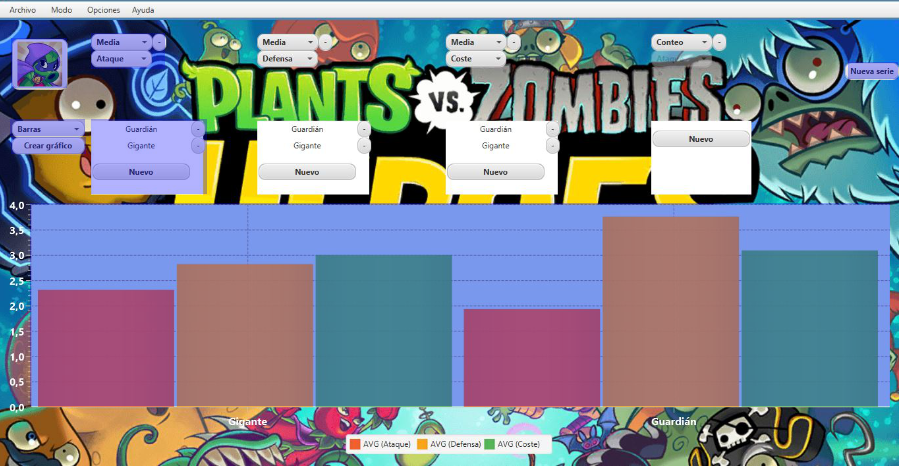 Archivo Modo Opciones Ayuda
Media - Media - Media - Conteo -
Ataque Defensa Coste
Nueva serie
PLANTS VS. ZOMBIES
HEROES
Barras Guardián - Guardián - Guardián -
Crear gráfico Gigante - Gigante - Gigante -
Nuevo
Nuevo Nuevo Nuevo
4,0
3,5
3,0
2,5
2,0
1,5
1,0
0,5
0,0
Gigante Guardián
AVG (Ataque) AVG (Defensa) AVG (Coste)